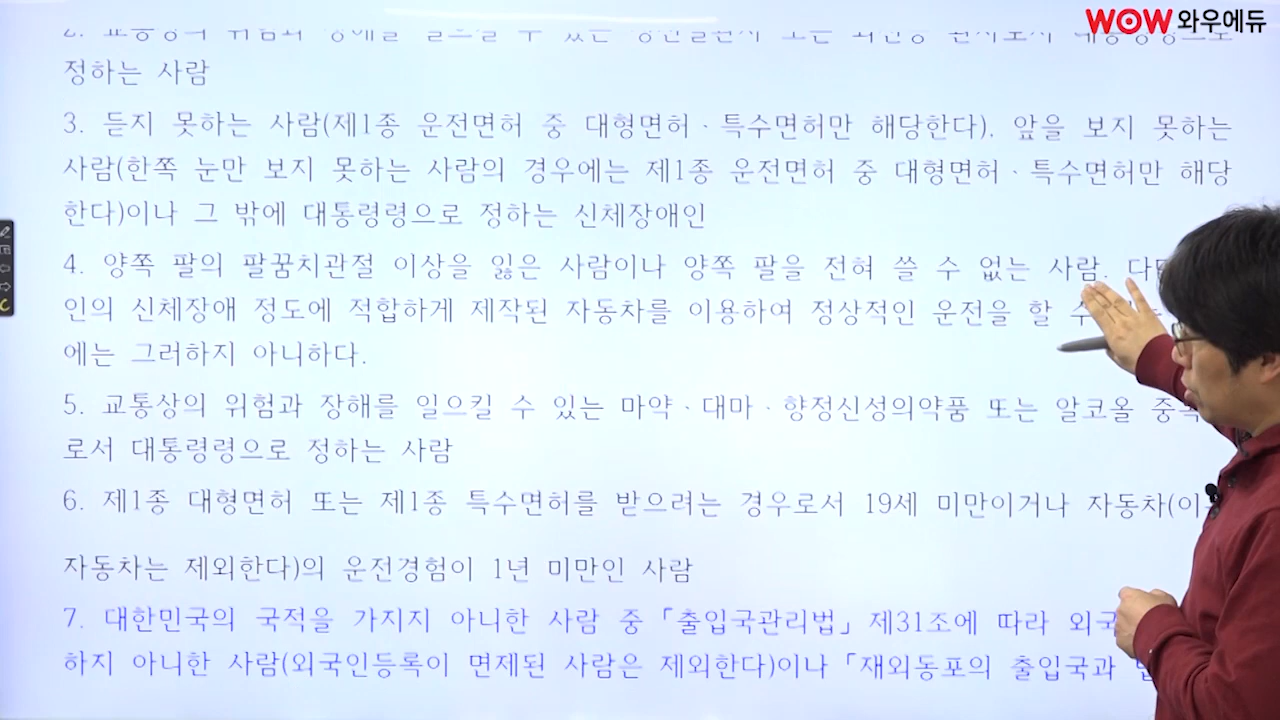 WOW 와우에듀
정하는 사람
3. 듣지 못하는 사람(제1종 운전면허 중 대형면허·특수면허만 해당한다), 앞을 보지 못하는
사람(한쪽 눈만 보지 못하는 사람의 경우에는 제1종 운전면허 중 대형면허·특수면허만 해당
한다)이나 그 밖에 대통령령으로 정하는 신체장애인
4. 양쪽 팔의 팔꿈치관절 이상을 잃은 사람이나 양쪽 팔을 전혀 쓸 수 없는 사람.
인의 신체장애 정도에 적합하게 제작된 자동차를 이용하여 정상적인 운전을 할
에는 그러하지 아니하다.
5. 교통상의 위험과 장해를 일으킬 수 있는 마약·대마·향정신성의약품 또는 알코올
로서 대통령령으로 정하는 사람
6. 제1종 대형면허 또는 제1종 특수면허를 받으려는 경우로서 19세 미만이거나 자동차(
자동차는 제외한다)의 운전경험이 1년 미만인 사람
7. 대한민국의 국적을 가지지 아니한 사람 중 「출입국관리법」 제31조에 따라
하지 아니한 사람(외국인등록이 면제된 사람은 제외한다)이나 「재외동포의 출입국과